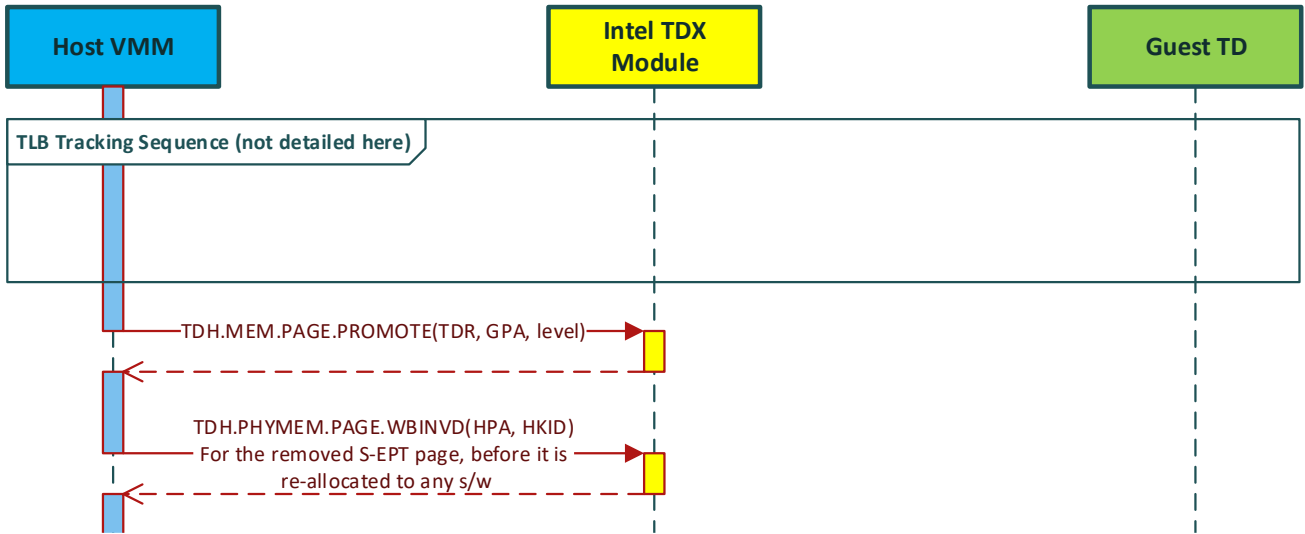 Host VMM
Intel TDX
Module
Guest TD
TLB Tracking Sequence (not detailed here)
TDH.MEM.PAGE.PROMOTE(TDR, GPA, level)
TDH.PHYMEM.PAGE.WBINVD(HPA, HKID)
For the removed S-EPT page, before it is
re-allocated to any s/w